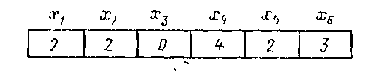 x₁ x₂ x₃ x₄ x₅ x₆
2 2 0 4 2 3